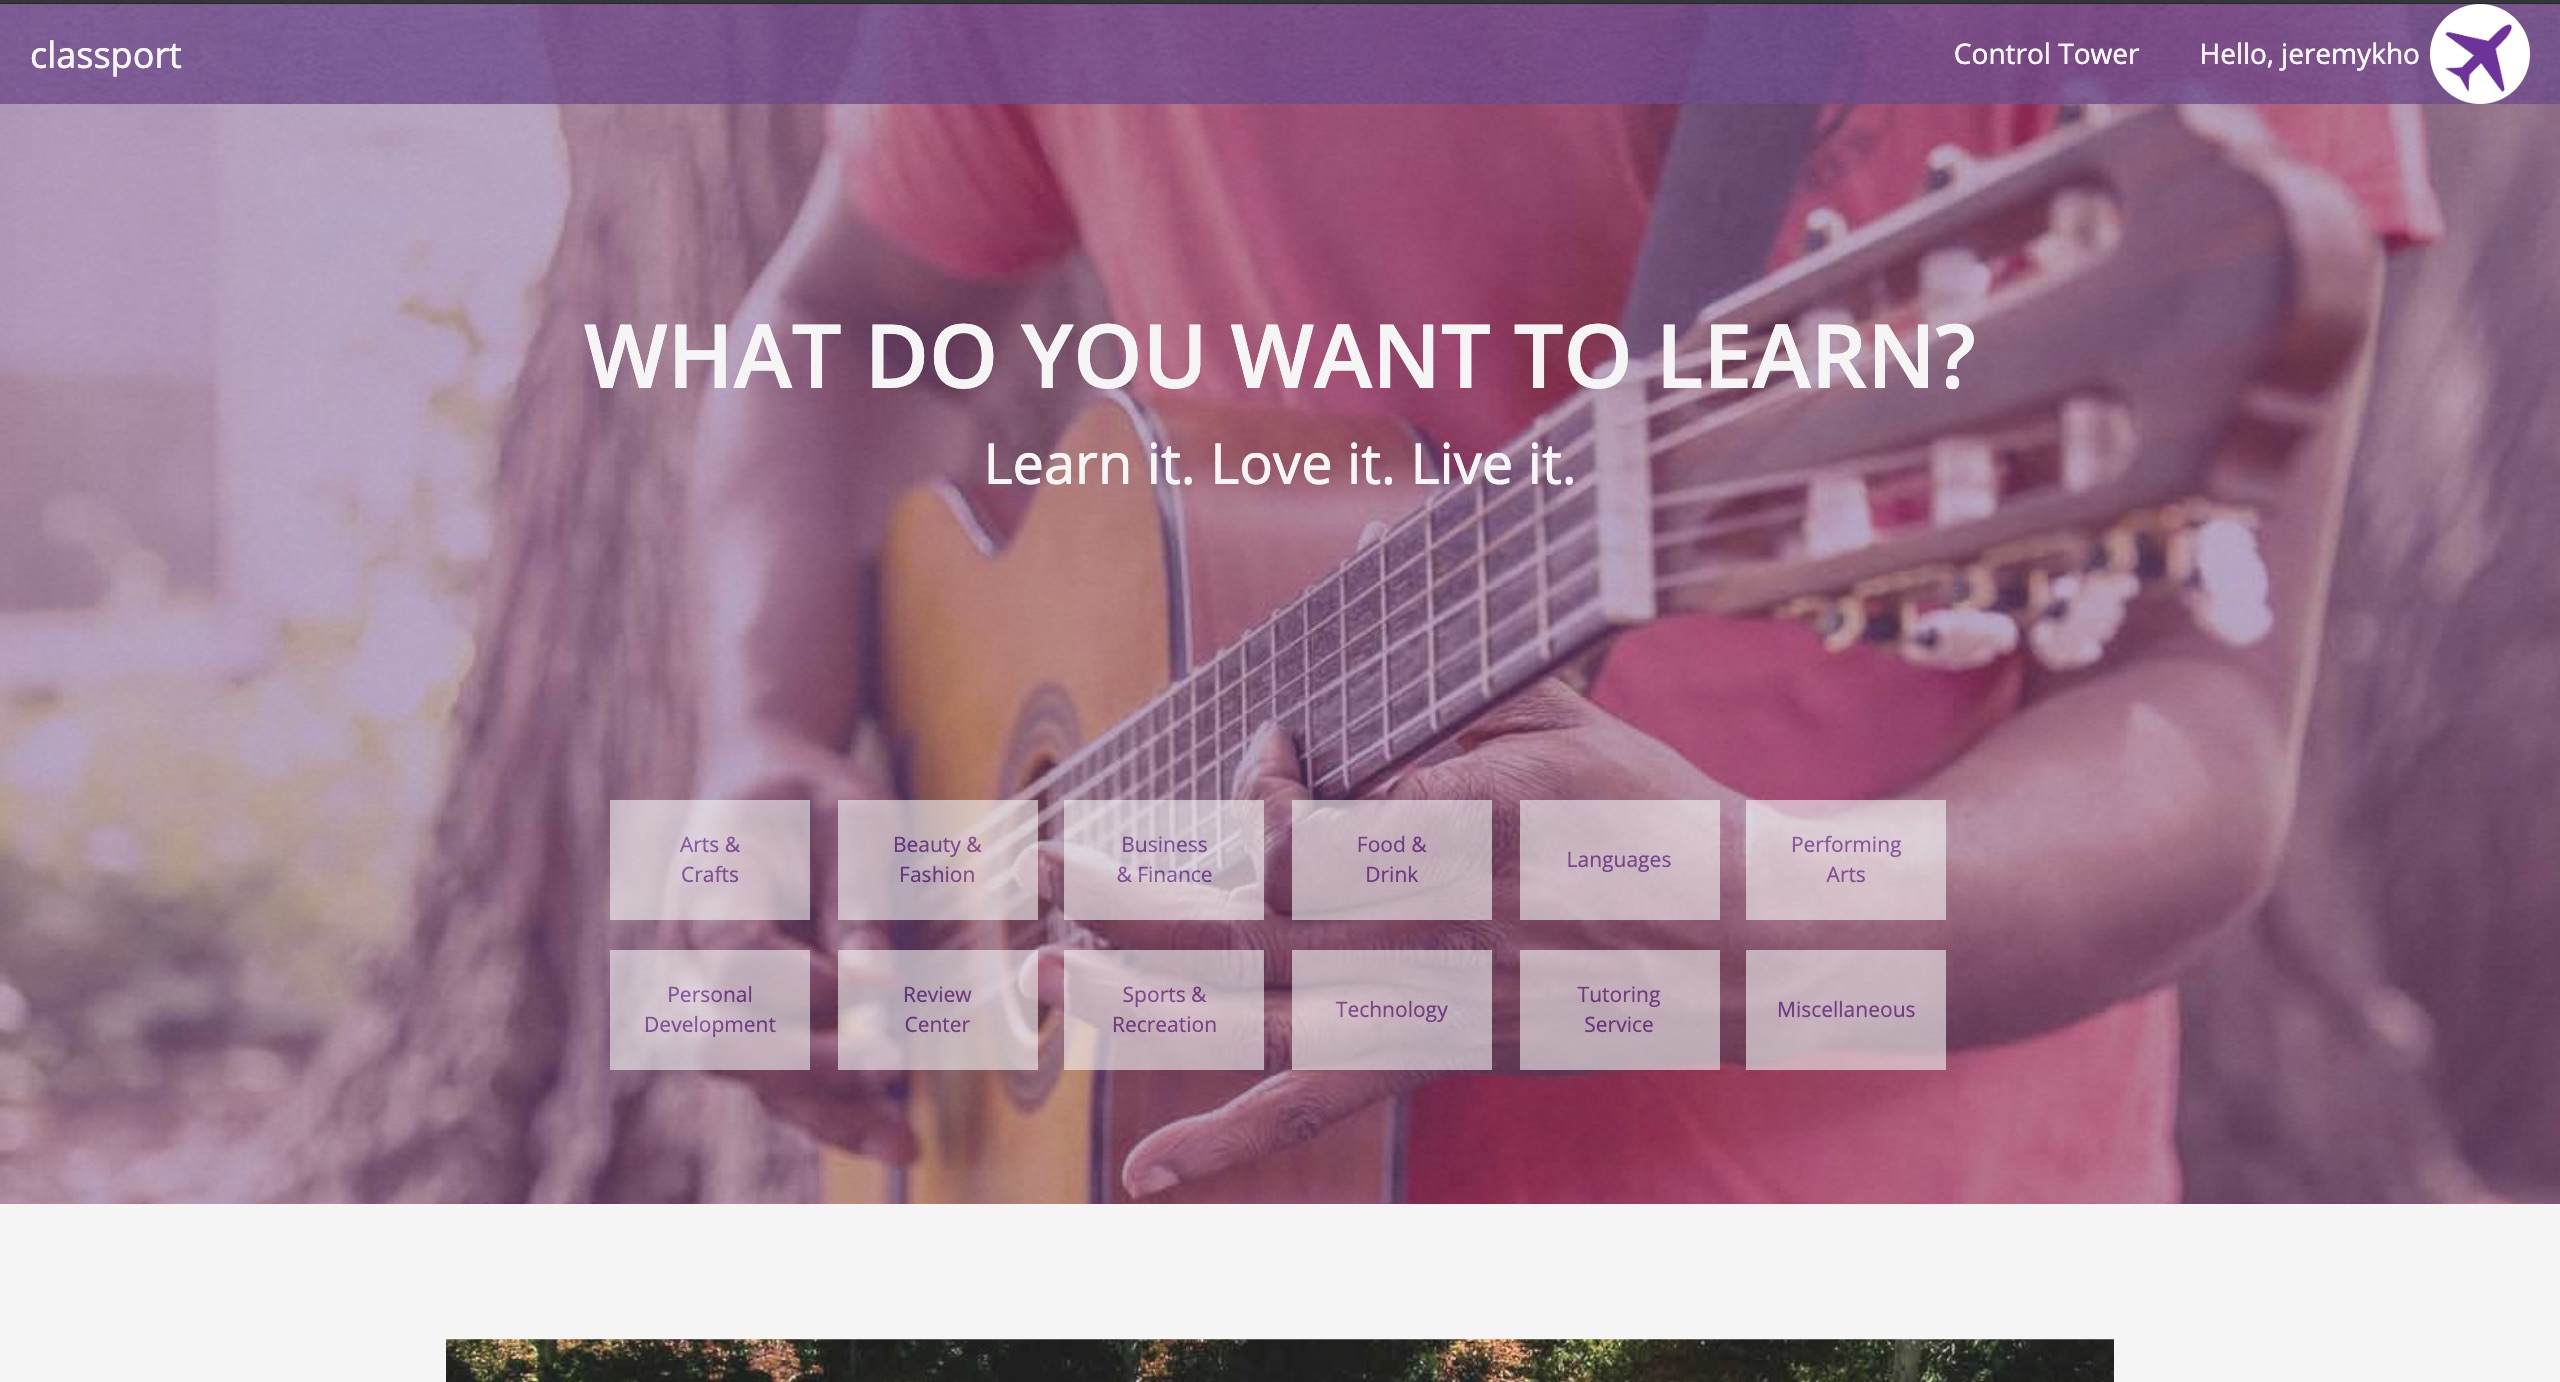 classport
Control Tower
Hello, jeremykho
WHAT DO YOU WANT TO LEARN?
Learn it. Love it. Live it.
Arts &
Crafts
Beauty &
Fashion
Business
& Finance
Food &
Drink
Languages
Performing
Arts
Personal
Development
Review
Center
Sports &
Recreation
Technology
Tutoring
Service
Miscellaneous